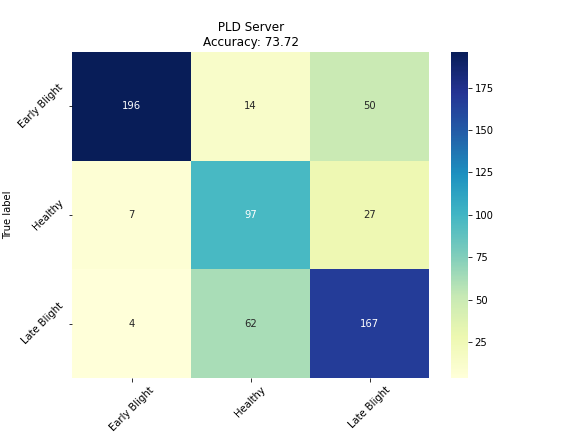 PLD Server
Accuracy: 73.72
True label
Early Blight
196
14
50
Healthy
7
97
27
Late Blight
4
62
167
Early Blight
Healthy
Late Blight
175
150
125
100
75
50
25